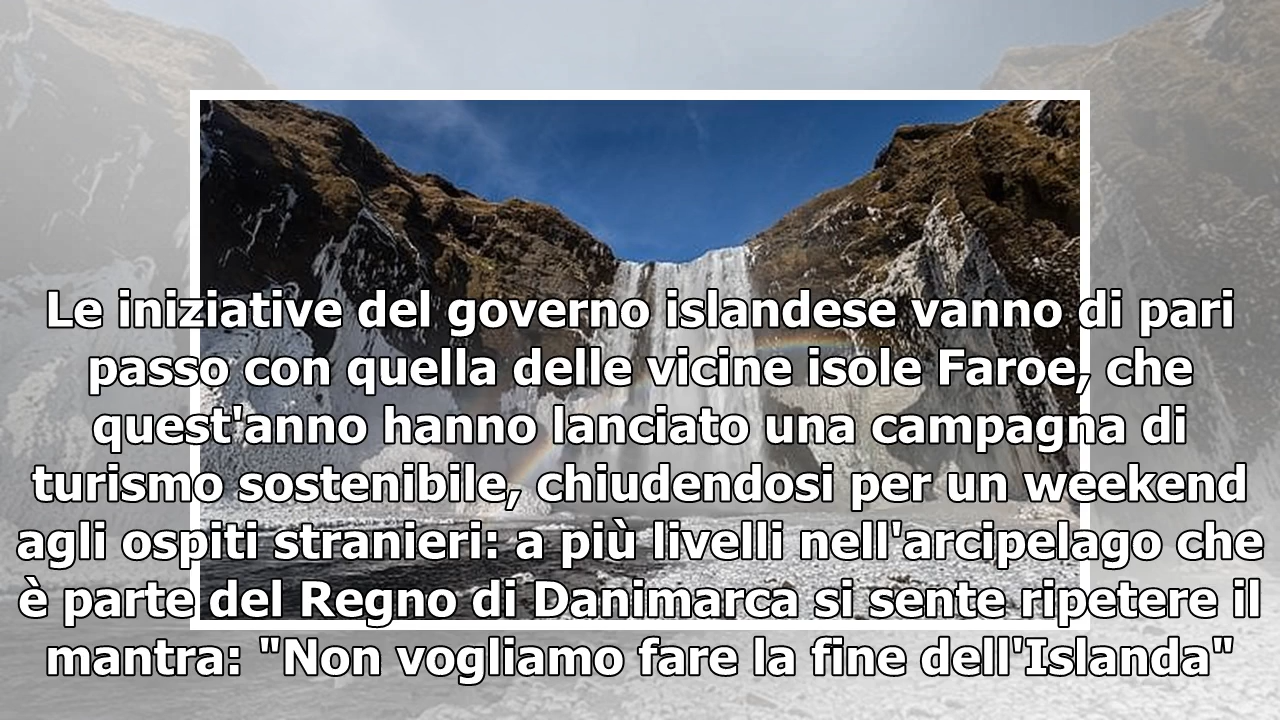 Le iniziative del governo islandese vanno di pari
passo con quella delle vicine isole Faroe, che
quest'anno hanno lanciato una campagna di
turismo sostenibile, chiudendosi per un weekend
agli ospiti stranieri: a più livelli nell'arcipelago che
è parte del Regno di Danimarca si sente ripetere il
mantra: "Non vogliamo fare la fine dell'Islanda"